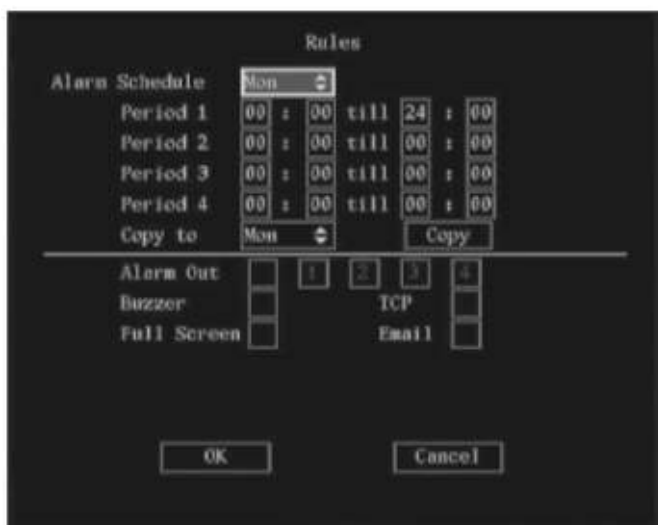 Rules
Alarm Schedule Mon
Period 1 00 : 00 till 24 : 00
Period 2 00 : 00 till 00 : 00
Period 3 00 : 00 till 00 : 00
Period 4 00 : 00 till 00 : 00
Copy to Mon Copy
Alarm Out 1 2 3 4
Buzzer TCP
Full Screen Email
OK Cancel